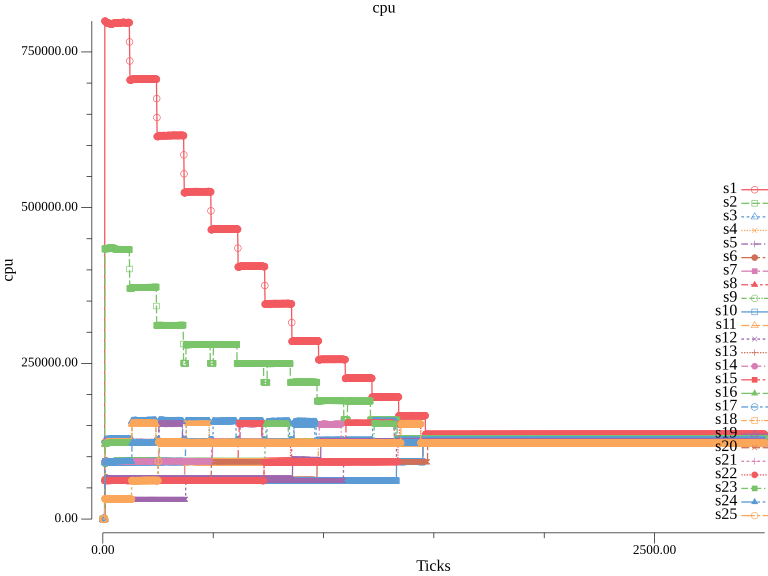 cpu
750000.00
500000.00
250000.00
0.00
cpu
0.00
2500.00
Ticks
s1
s2
s3
s4
s5
s6
s7
s8
s9
s10
s11
s12
s13
s14
s15
s16
s17
s18
s19
s20
s21
s22
s23
s24
s25